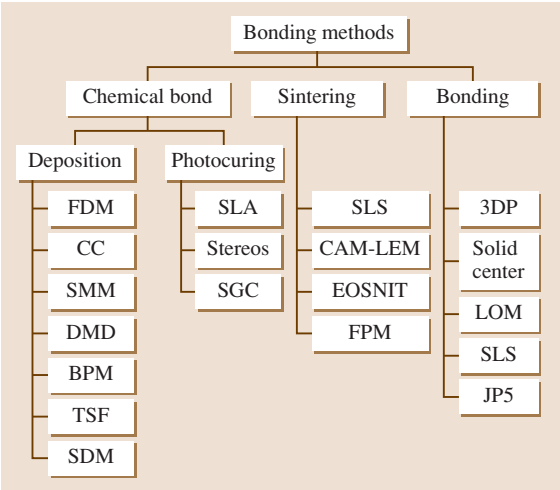 Bonding methods
Chemical bond
Sintering
Bonding
Deposition
Photocuring
FDM
CC
SMM
DMD
BPM
TSF
SDM
SLA
Stereos
SGC
SLS
CAM-LEM
EOSNIT
FPM
3DP
Solid
center
LOM
SLS
JP5